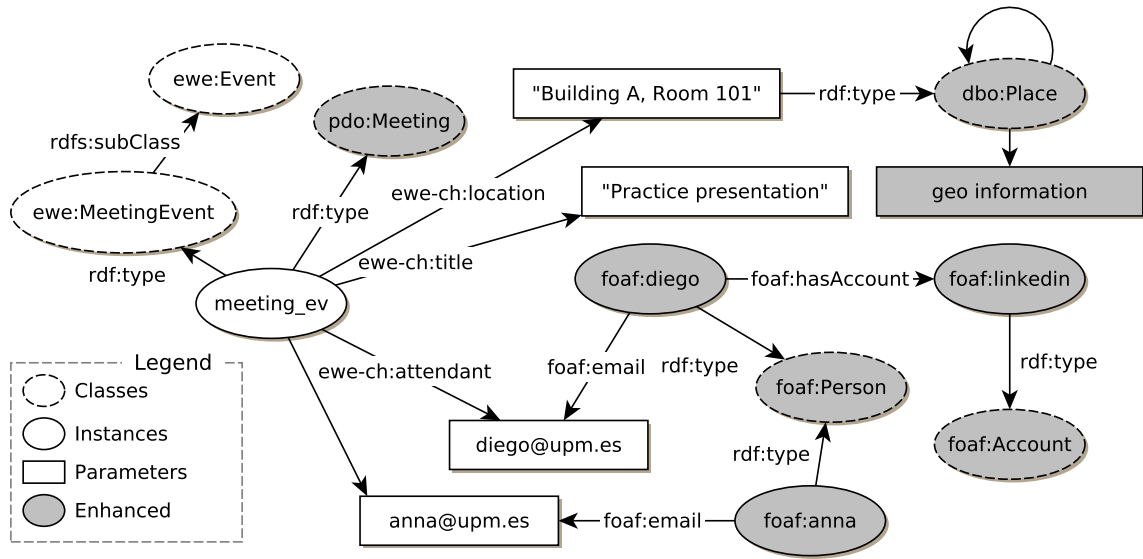 ewe:Event
"Building A, Room 101"
rdf:type
dbo:Place
pdo:Meeting
rdfs:subClass
ewe:MeetingEvent
ewe-ch:location
"Practice presentation"
geo information
rdf:type
ewe-ch:title
rdf:type
meeting_ev
foaf:diego
foaf:hasAccount
foaf:linkedin
ewe-ch:attendant
foaf:email
rdf:type
foaf:Person
rdf:type
diego@upm.es
rdf:type
foaf:Account
anna@upm.es
foaf:email
foaf:anna
Legend
Classes
Instances
Parameters
Enhanced